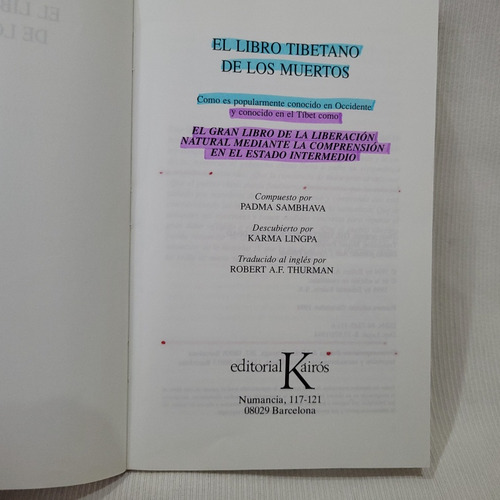 EL LIBRO TIBETANO
DE LOS MUERTOS
Como es popularmente conocido en Occidente,
y conocido en el Tíbet como
EL GRAN LIBRO DE LA LIBERACIÓN
NATURAL MEDIANTE LA COMPRENSIÓN
EN EL ESTADO INTERMEDIO
Compuesto por
PADMA SAMBHAVA
Descubierto por
KARMA LINGPA
Traducido al inglés por
ROBERT A.F. THURMAN
editorial Kairós
Numancia, 117-121
08029 Barcelona